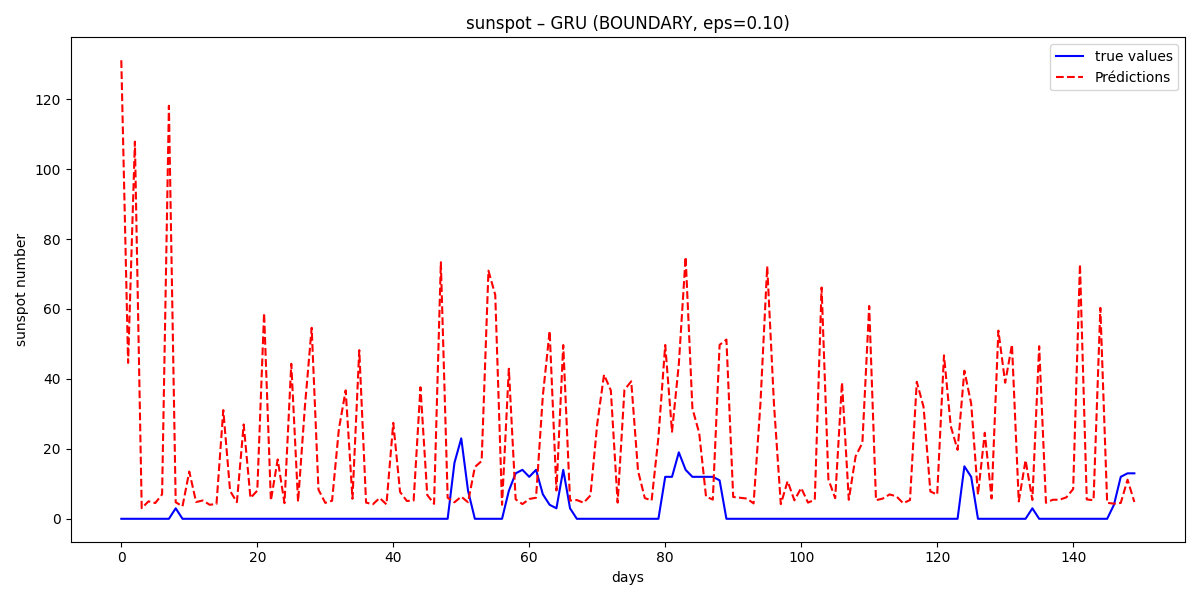 sunspot – GRU (BOUNDARY, eps=0.10)
true values
Prédictions
sunspot number
120
100
80
60
40
20
0
0 20 40 60 80 100 120 140
days